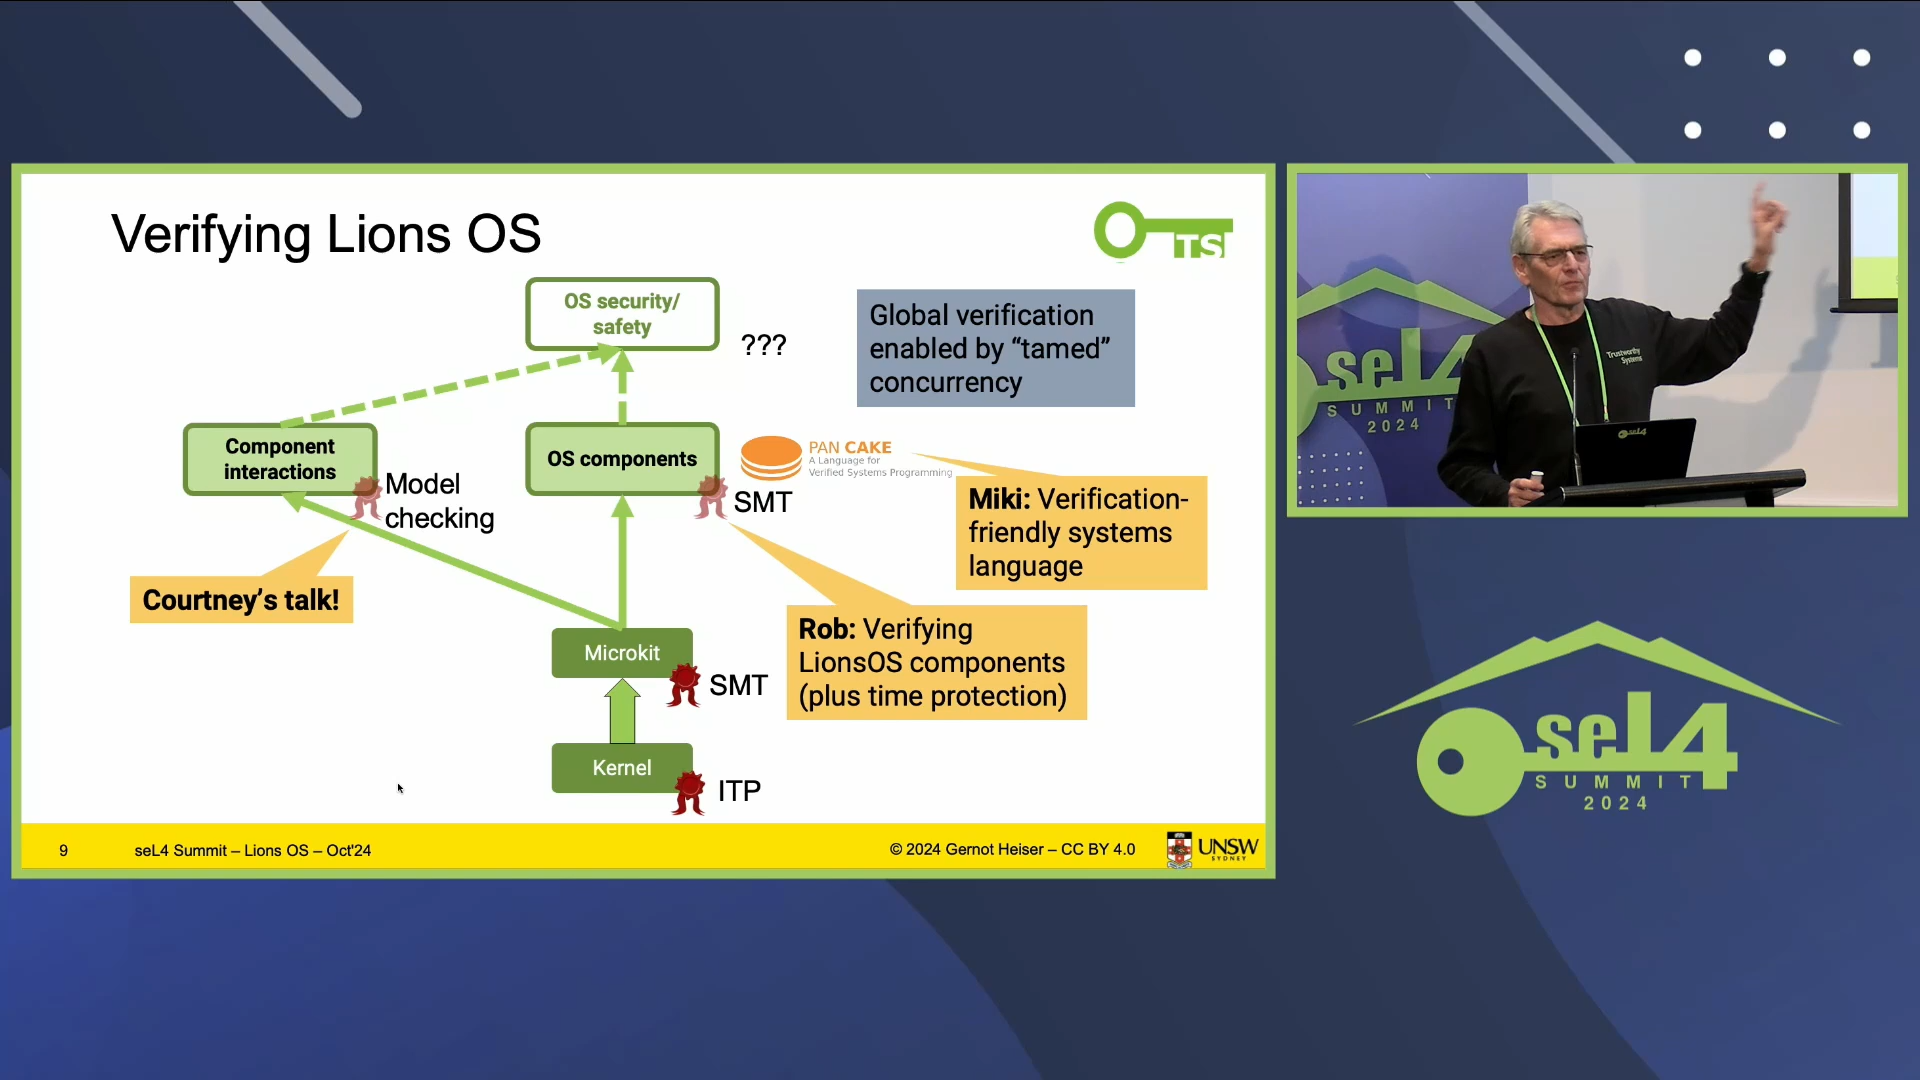 Verifying Lions OS
TS
OS security/
safety
???
Global verification
enabled by “tamed”
concurrency
Component
interactions
Model
checking
OS components
SMT
PAN CAKE
A Language for
Verified Systems Programming
Miki: Verification-
friendly systems
language
Courtney’s talk!
Rob: Verifying
LionsOS components
(plus time protection)
Microkit
SMT
Kernel
ITP
9
seL4 Summit – Lions OS – Oct'24
© 2024 Gernot Heiser – CC BY 4.0
UNSW
SYDNEY
seL4
SUMMIT
2024
Trustworthy
Systems
seL4
seL4
SUMMIT
2024